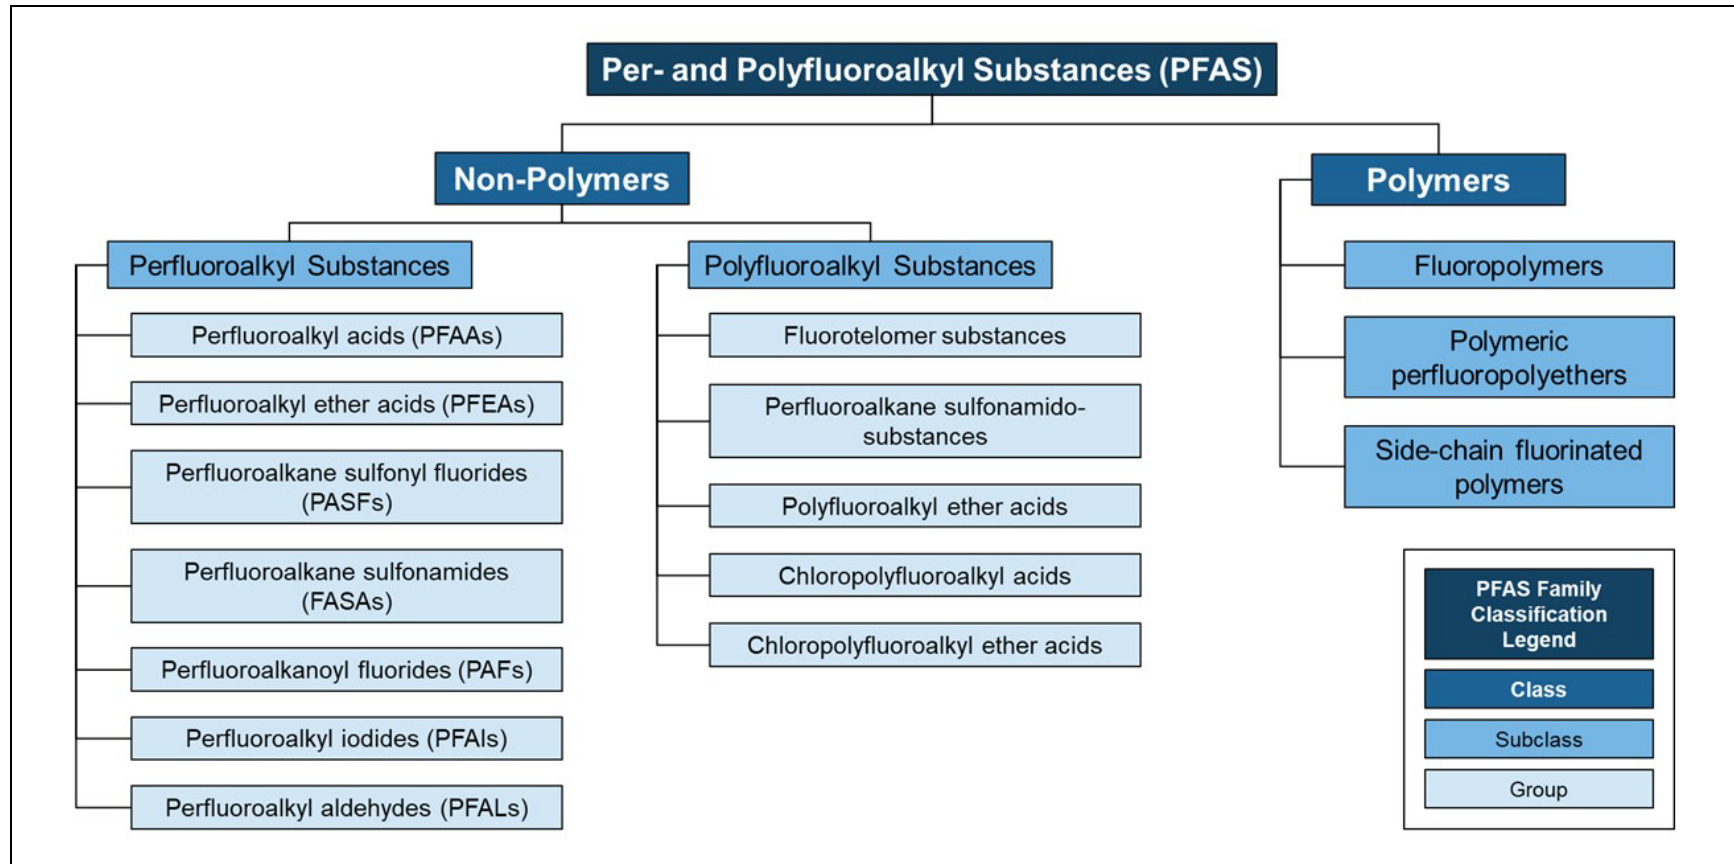 Per- and Polyfluoroalkyl Substances (PFAS)
Non-Polymers
Polymers
Perfluoroalkyl Substances
Perfluoroalkyl acids (PFAAs)
Perfluoroalkyl ether acids (PFEAs)
Perfluoroalkane sulfonyl fluorides
(PASFs)
Perfluoroalkane sulfonamides
(FASAs)
Perfluoroalkanoyl fluorides (PAFs)
Perfluoroalkyl iodides (PFAIs)
Perfluoroalkyl aldehydes (PFALs)
Polyfluoroalkyl Substances
Fluorotelomer substances
Perfluoroalkane sulfonamido-
substances
Polyfluoroalkyl ether acids
Chloropolyfluoroalkyl acids
Chloropolyfluoroalkyl ether acids
Fluoropolymers
Polymeric
perfluoropolyethers
Side-chain fluorinated
polymers
PFAS Family
Classification
Legend
Class
Subclass
Group